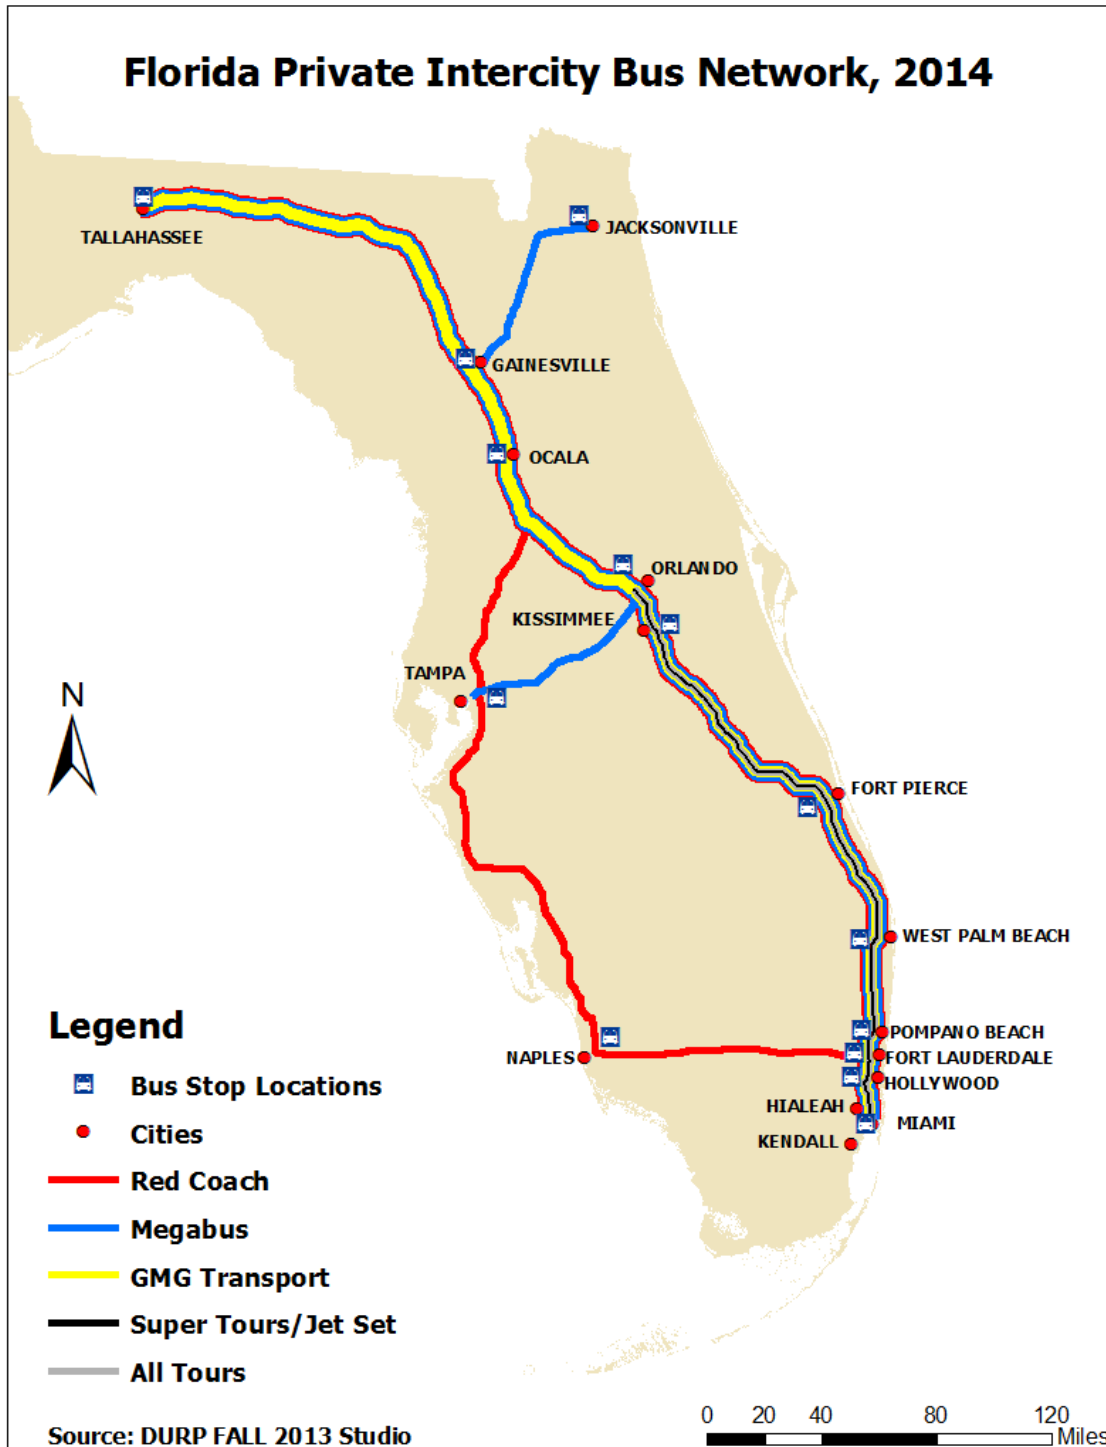 Florida Private Intercity Bus Network, 2014
TALLAHASSEE
JACKSONVILLE
GAINESVILLE
OCALA
ORLANDO
KISSIMMEE
TAMPA
N
FORT PIERCE
WEST PALM BEACH
POMPANO BEACH
NAPLES
FORT LAUDERDALE
HOLLYWOOD
HIALEAH
MIAMI
KENDALL
Legend
Bus Stop Locations
Cities
Red Coach
Megabus
GMG Transport
Super Tours/Jet Set
All Tours
Source: DURP FALL 2013 Studio
0 20 40 80 120
Miles